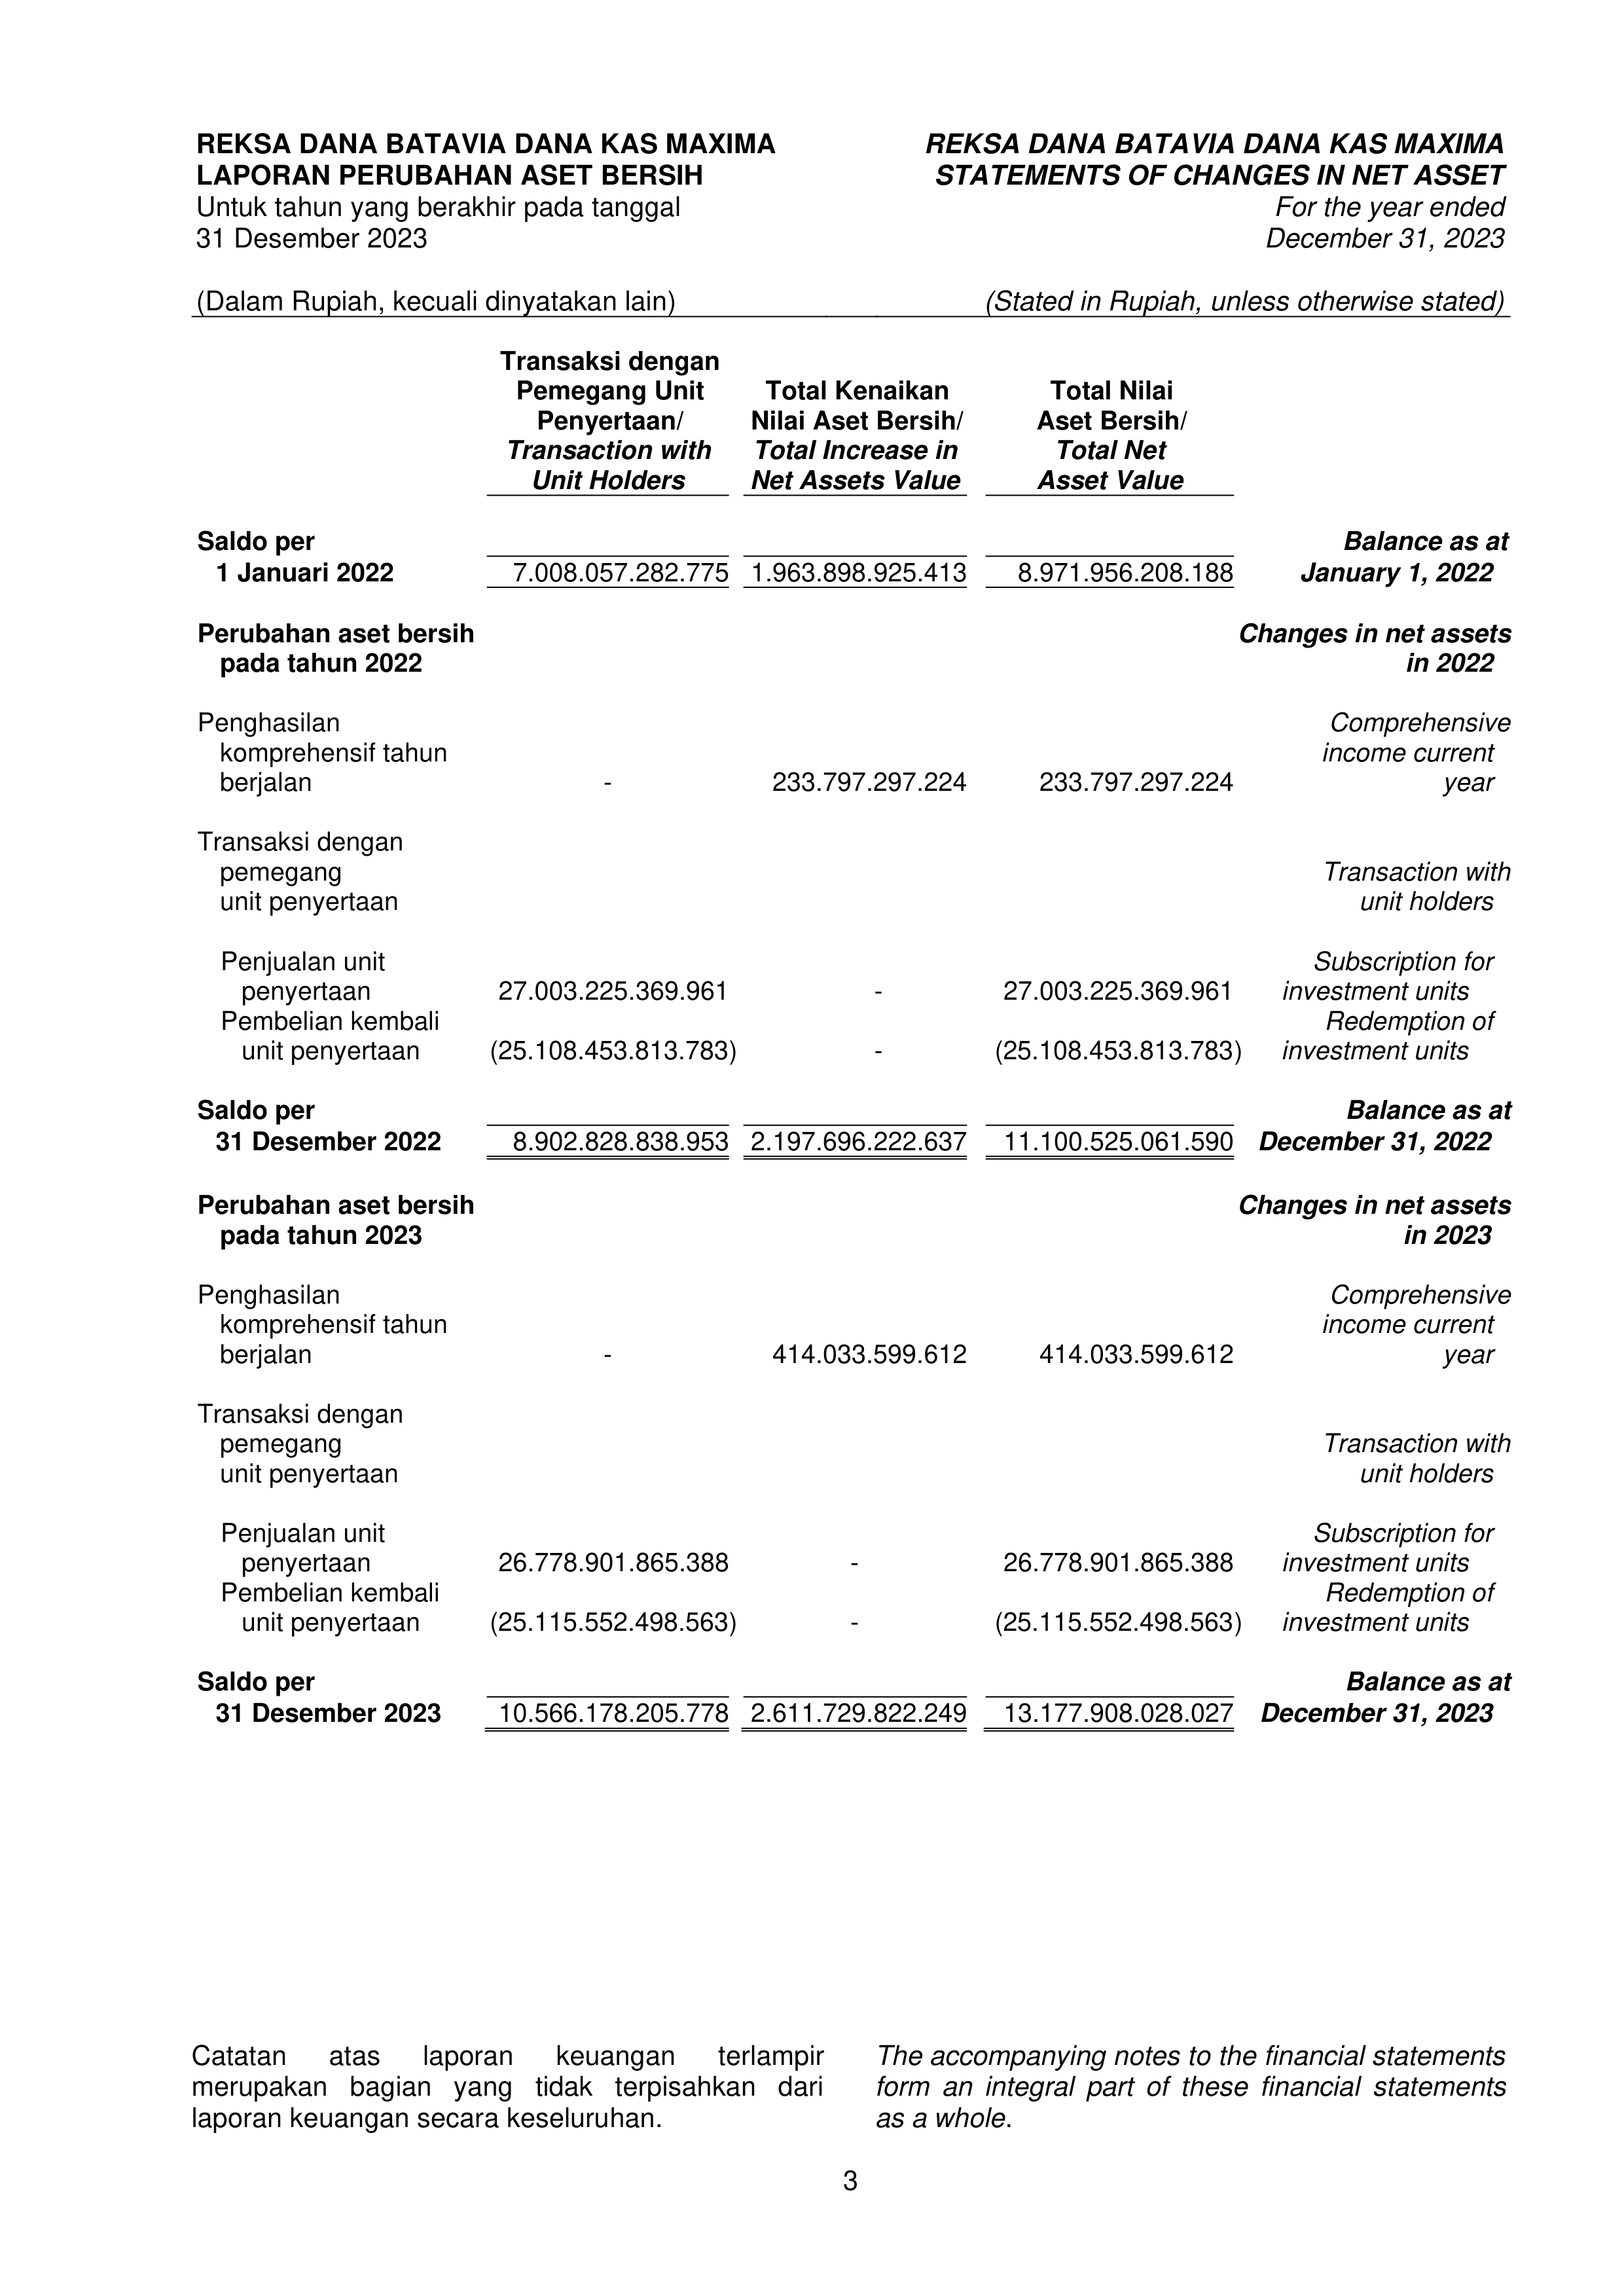 REKSA DANA BATAVIA DANA KAS MAXIMA
LAPORAN PERUBAHAN ASET BERSIH
Untuk tahun yang berakhir pada tanggal
31 Desember 2023
(Dalam Rupiah, kecuali dinyatakan lain)
REKSA DANA BATAVIA DANA KAS MAXIMA
STATEMENTS OF CHANGES IN NET ASSET
For the year ended
December 31, 2023
(Stated in Rupiah, unless otherwise stated)
Transaksi dengan
Pemegang Unit
Penyertaan/
Transaction with
Unit Holders
Total Kenaikan
Nilai Aset Bersih/
Total Increase in
Net Assets Value
Total Nilai
Aset Bersih/
Total Net
Asset Value
Saldo per Balance as at
1 Januari 2022 7.008.057.282.775 1.963.898.925.413 8.971.956.208.188 January 1, 2022
Perubahan aset bersih Changes in net assets
pada tahun 2022 in 2022
Penghasilan Comprehensive
komprehensif tahun income current
berjalan - 233.797.297.224 233.797.297.224 year
Transaksi dengan
pemegang Transaction with
unit penyertaan unit holders
Penjualan unit Subscription for
penyertaan 27.003.225.369.961 - 27.003.225.369.961 investment units
Pembelian kembali Redemption of
unit penyertaan (25.108.453.813.783) - (25.108.453.813.783) investment units
Saldo per Balance as at
31 Desember 2022 8.902.828.838.953 2.197.696.222.637 11.100.525.061.590 December 31, 2022
Perubahan aset bersih Changes in net assets
pada tahun 2023 in 2023
Penghasilan Comprehensive
komprehensif tahun income current
berjalan - 414.033.599.612 414.033.599.612 year
Transaksi dengan
pemegang Transaction with
unit penyertaan unit holders
Penjualan unit Subscription for
penyertaan 26.778.901.865.388 - 26.778.901.865.388 investment units
Pembelian kembali Redemption of
unit penyertaan (25.115.552.498.563) - (25.115.552.498.563) investment units
Saldo per Balance as at
31 Desember 2023 10.566.178.205.778 2.611.729.822.249 13.177.908.028.027 December 31, 2023
Catatan atas laporan keuangan terlampir
merupakan bagian yang tidak terpisahkan dari
laporan keuangan secara keseluruhan.
The accompanying notes to the financial statements
form an integral part of these financial statements
as a whole.
3